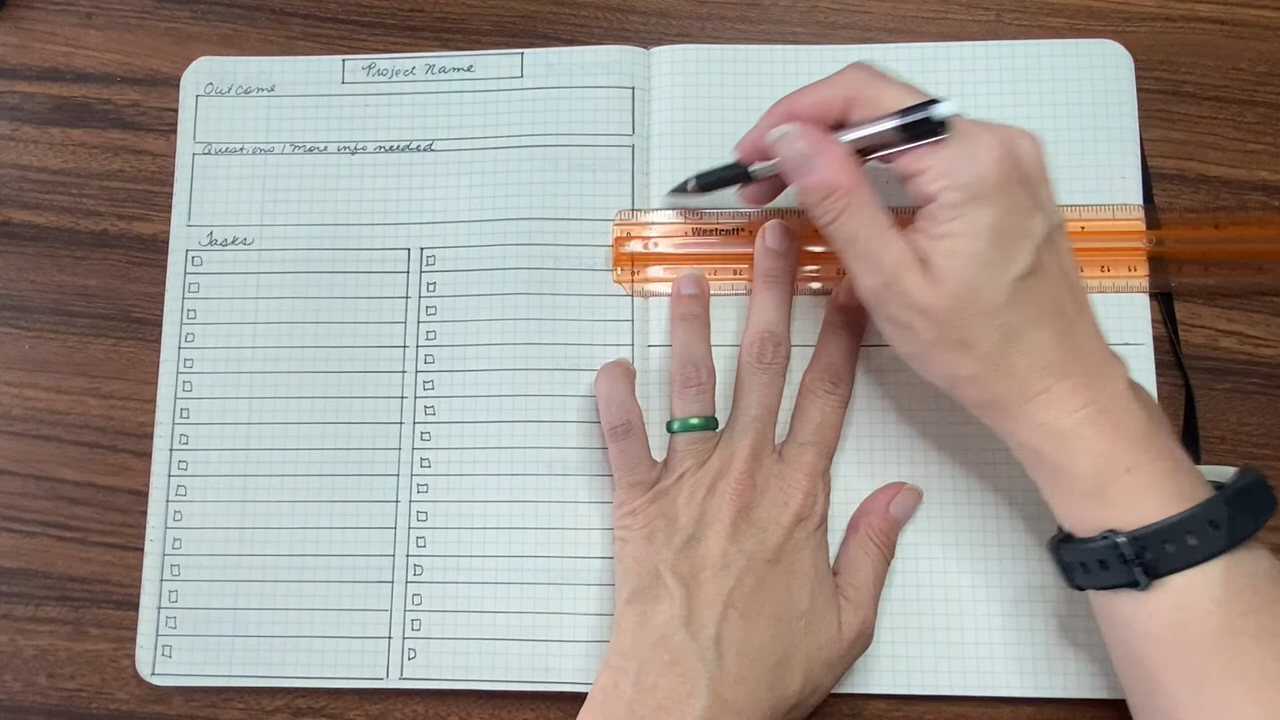 Project Name
Outcome
Questions / More info needed
Tasks
Westcott®